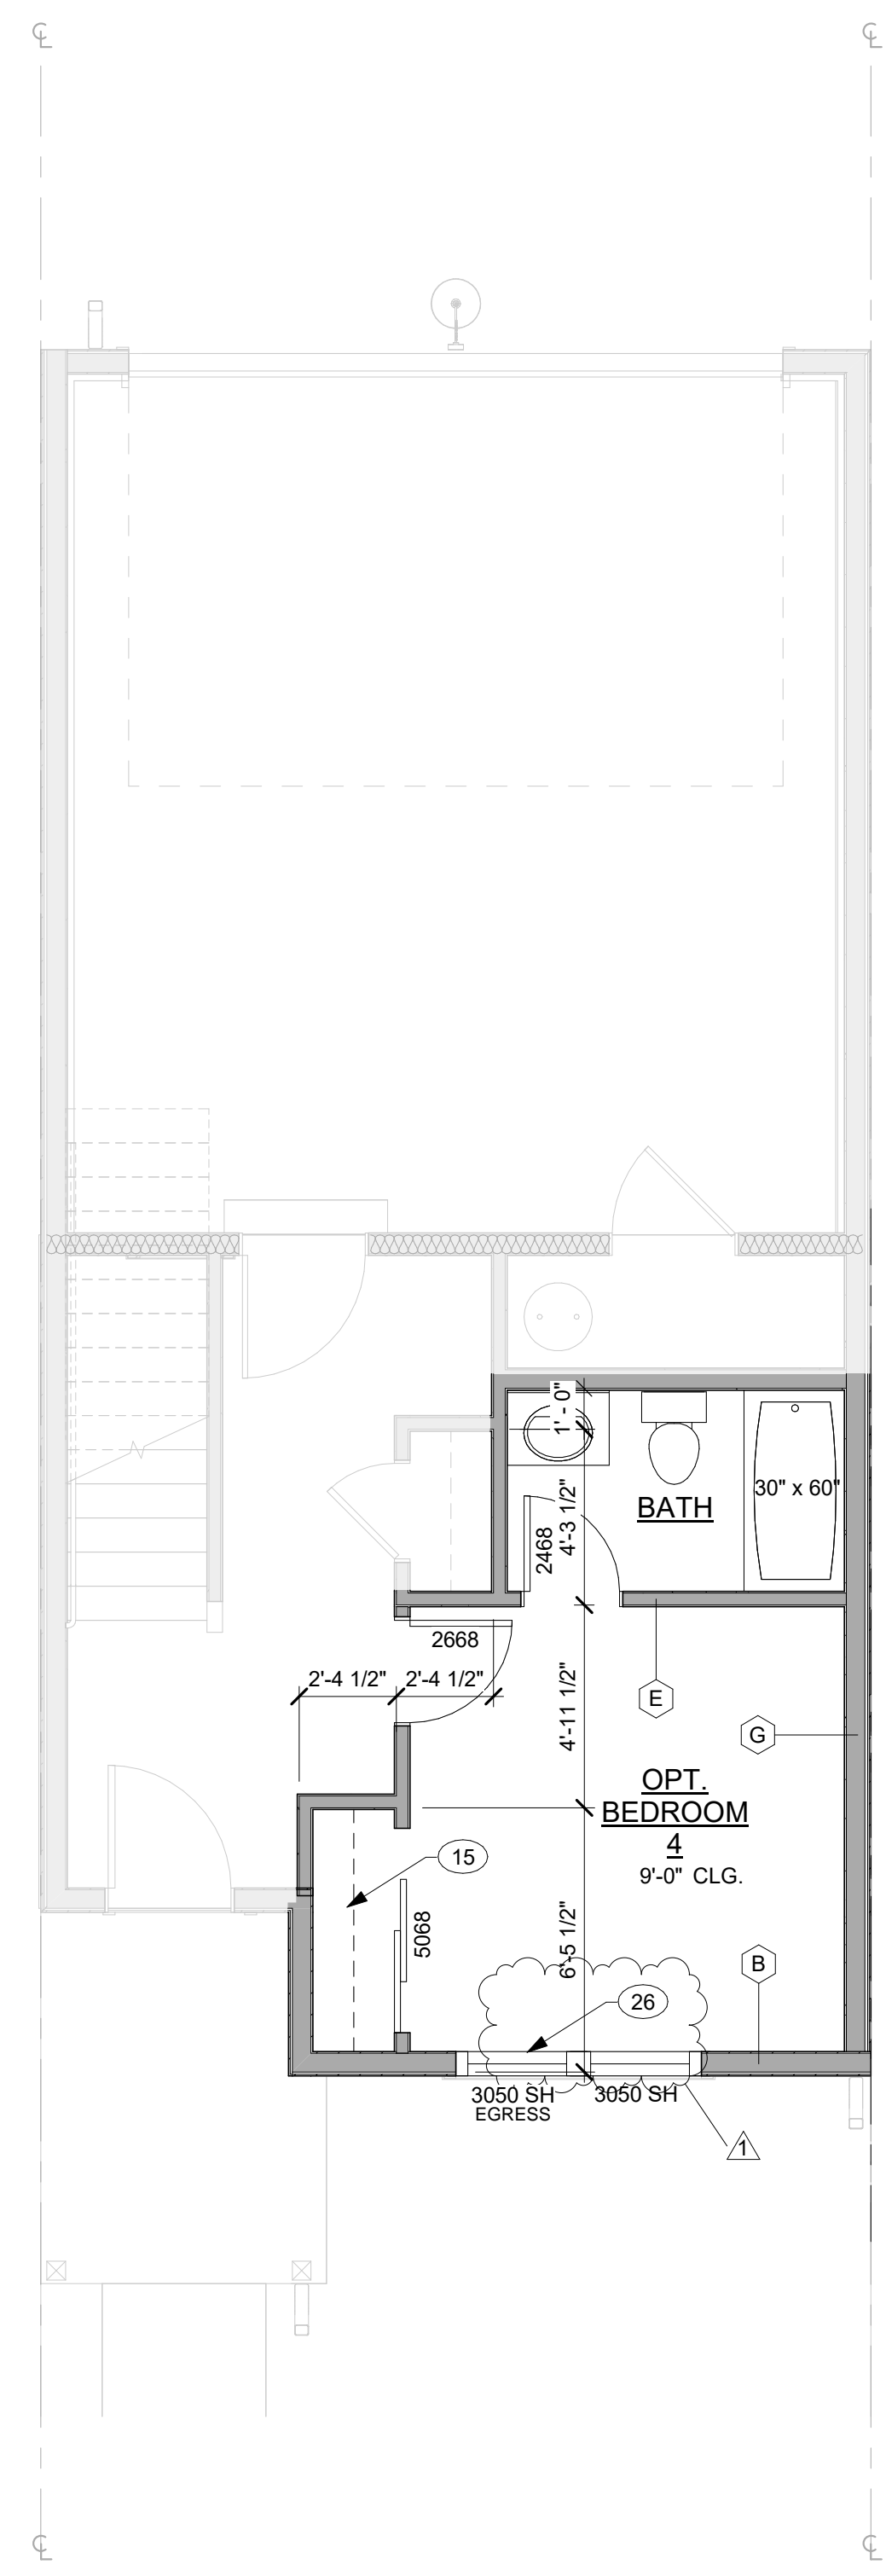 ℄ ℄
1' - 0"
30" x 60"
BATH
4'-3 1/2"
2468
2668
2'-4 1/2" 2'-4 1/2"
E
4'-11 1/2"
G
OPT.
BEDROOM
4
9'-0" CLG.
15
5068
6'-5 1/2"
B
26
3050 SH 3050 SH
EGRESS
1
℄ ℄